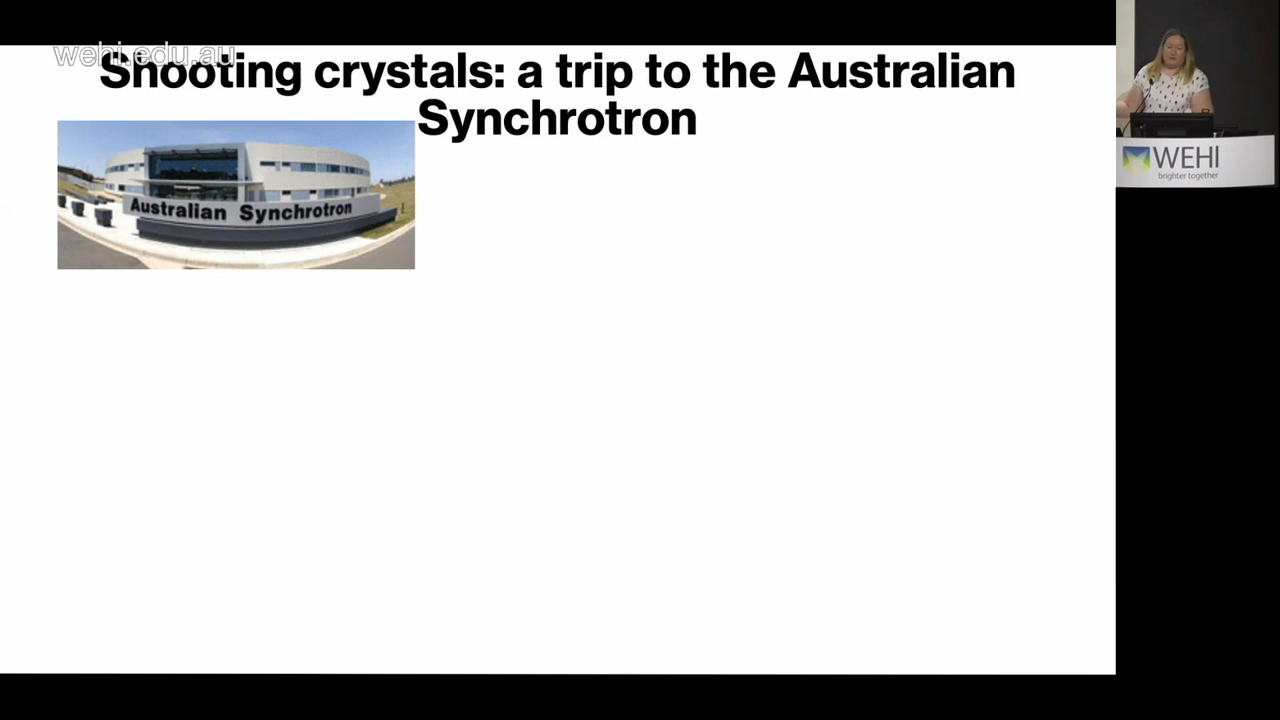 wehi.edu.au
Shooting crystals: a trip to the Australian
Synchrotron
Australian Synchrotron
WEHI
brighter together